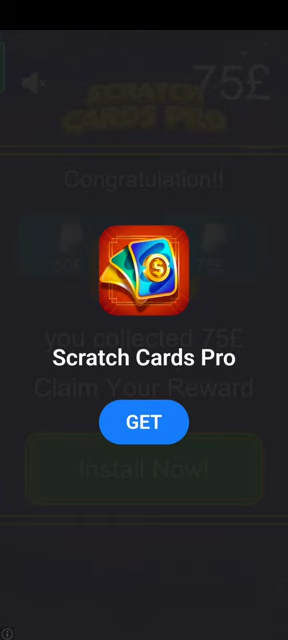 75£
SCRATCH
CARDS PRO
Congratulation!!
you collected 75£
Scratch Cards Pro
Claim Your Reward
GET
Install Now!